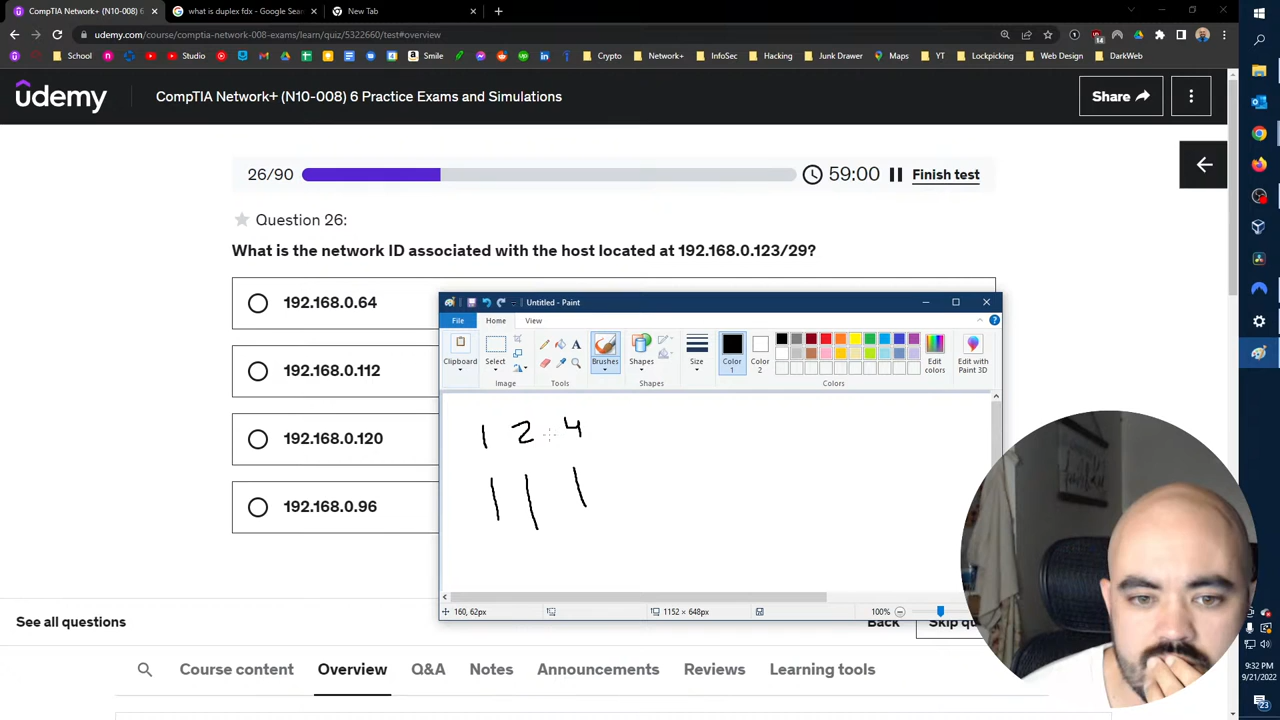 CompTIA Network+ (N10-008) 6 P
what is duplex fdx - Google Sear
New Tab
udemy.com/course/comptia-network-008-exams/learn/quiz/5322660/test#overview
School
Studio
Smile
Crypto
Network+
InfoSec
Hacking
Junk Drawer
Maps
YT
Lockpicking
Web Design
DarkWeb
ûdemy
CompTIA Network+ (N10-008) 6 Practice Exams and Simulations
Share
26/90
59:00
Finish test
Question 26:
What is the network ID associated with the host located at 192.168.0.123/29?
192.168.0.64
192.168.0.112
192.168.0.120
192.168.0.96
Untitled - Paint
File
Home
View
Clipboard
Select
Image
Tools
Brushes
Shapes
Shapes
Size
Color 1
Color 2
Edit colors
Edit with Paint 3D
Colors
1 2 4
160, 62px
1152 × 648px
100%
See all questions
Back
Skip qu
Course content
Overview
Q&A
Notes
Announcements
Reviews
Learning tools
9:32 PM
9/21/2022
23